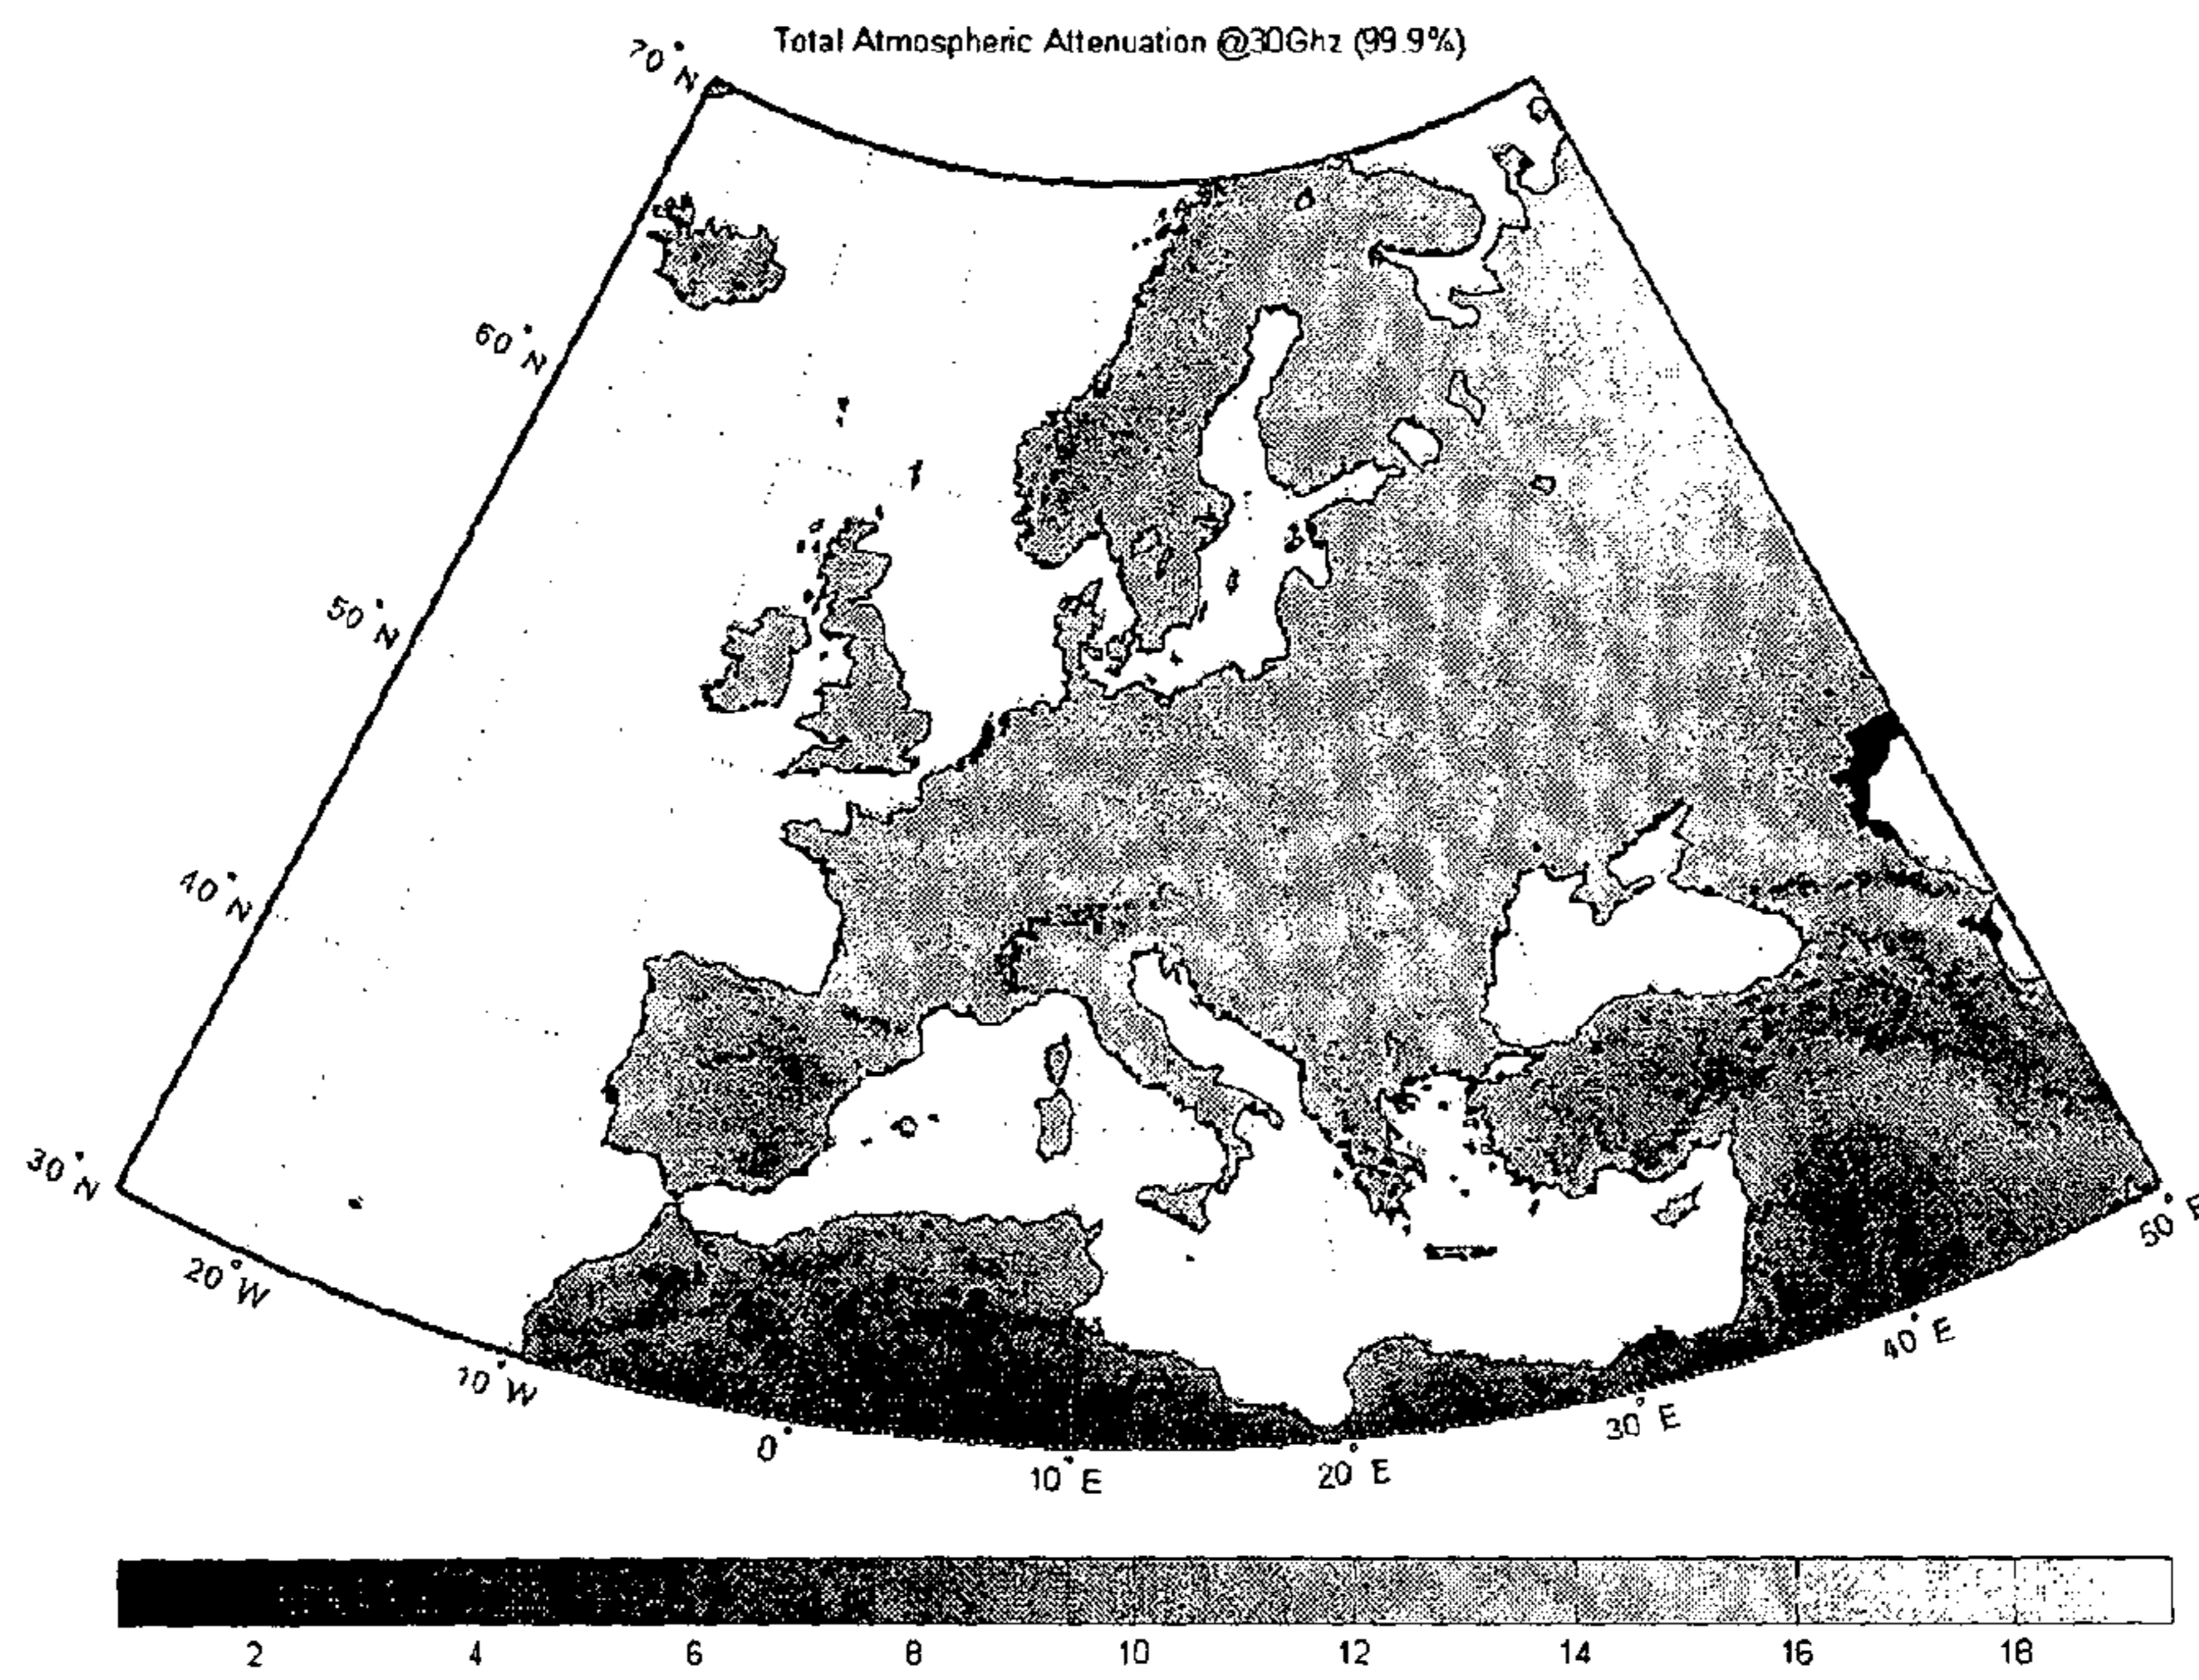 Total Atmospheric Attenuation @30Ghz (99.9%)
70° N
60° N
50° N
40° N
30° N
20° W
10° W
0°
10° E
20° E
30° E
40° E
50° E
2 4 6 8 10 12 14 16 18